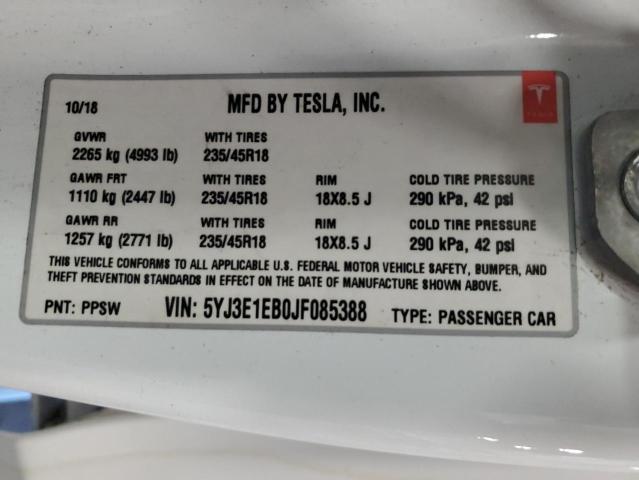 10/18 MFD BY TESLA, INC.
TESLA
GVWR WITH TIRES
2265 kg (4993 lb) 235/45R18
GAWR FRT WITH TIRES RIM COLD TIRE PRESSURE
1110 kg (2447 lb) 235/45R18 18X8.5 J 290 kPa, 42 psi
GAWR RR WITH TIRES RIM COLD TIRE PRESSURE
1257 kg (2771 lb) 235/45R18 18X8.5 J 290 kPa, 42 psi
THIS VEHICLE CONFORMS TO ALL APPLICABLE U.S. FEDERAL MOTOR VEHICLE SAFETY, BUMPER, AND
THEFT PREVENTION STANDARDS IN EFFECT ON THE DATE OF MANUFACTURE SHOWN ABOVE.
PNT: PPSW VIN: 5YJ3E1EB0JF085388 TYPE: PASSENGER CAR